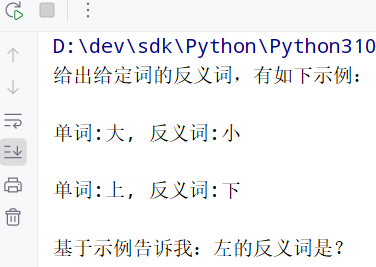 D:\dev\sdk\Python\Python310
给出给定词的反义词，有如下示例：
单词:大, 反义词:小
单词:上, 反义词:下
基于示例告诉我：左的反义词是？